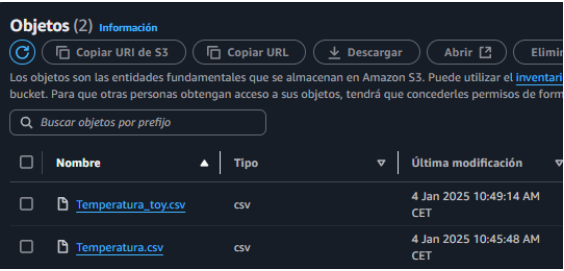 Objetos (2) Información
Copiar URI de S3 Copiar URL Descargar Abrir
Los objetos son las entidades fundamentales que se almacenan en Amazon S3. Puede utilizar el
bucket. Para que otras personas obtengan acceso a sus objetos, tendrá que concederles permisos de
Buscar objetos por prefijo
Nombre Tipo Última modificación
Temperatura_toy.csv csv 4 Jan 2025 10:49:14 AM
CET
Temperatura.csv csv 4 Jan 2025 10:45:48 AM
CET